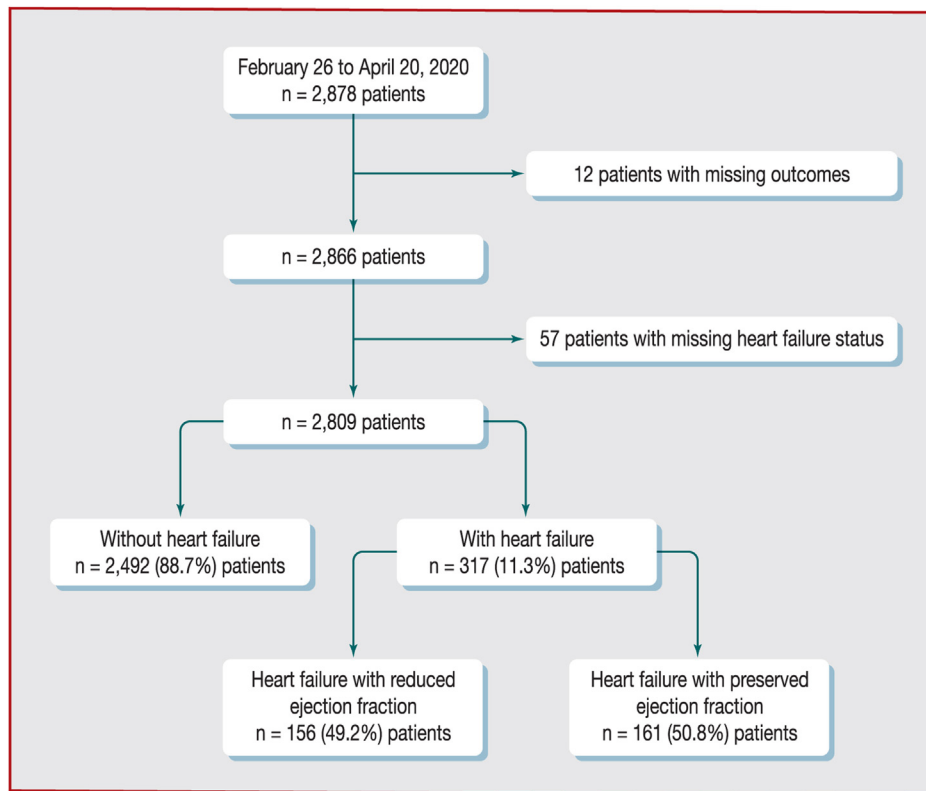 February 26 to April 20, 2020
n = 2,878 patients
12 patients with missing outcomes
n = 2,866 patients
57 patients with missing heart failure status
n = 2,809 patients
Without heart failure
n = 2,492 (88.7%) patients
With heart failure
n = 317 (11.3%) patients
Heart failure with reduced
ejection fraction
n = 156 (49.2%) patients
Heart failure with preserved
ejection fraction
n = 161 (50.8%) patients